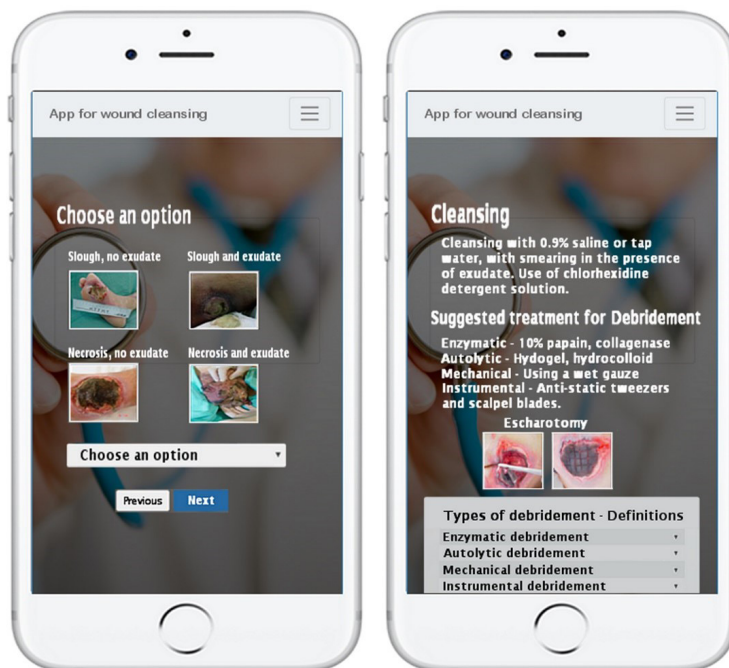 App for wound cleansing
Choose an option
Slough, no exudate
Slough and exudate
Necrosis, no exudate
Necrosis and exudate
Choose an option
Previous
Next
App for wound cleansing
Cleansing
Cleansing with 0.9% saline or tap
water, with smearing in the presence
of exudate. Use of chlorhexidine
detergent solution.
Suggested treatment for Debridement
Enzymatic - 10% papain, collagenase
Autolytic - Hydogel, hydrocolloid
Mechanical - Using a wet gauze
Instrumental - Anti-static tweezers
and scalpel blades.
Escharotomy
Types of debridement - Definitions
Enzymatic debridement
Autolytic debridement
Mechanical debridement
Instrumental debridement